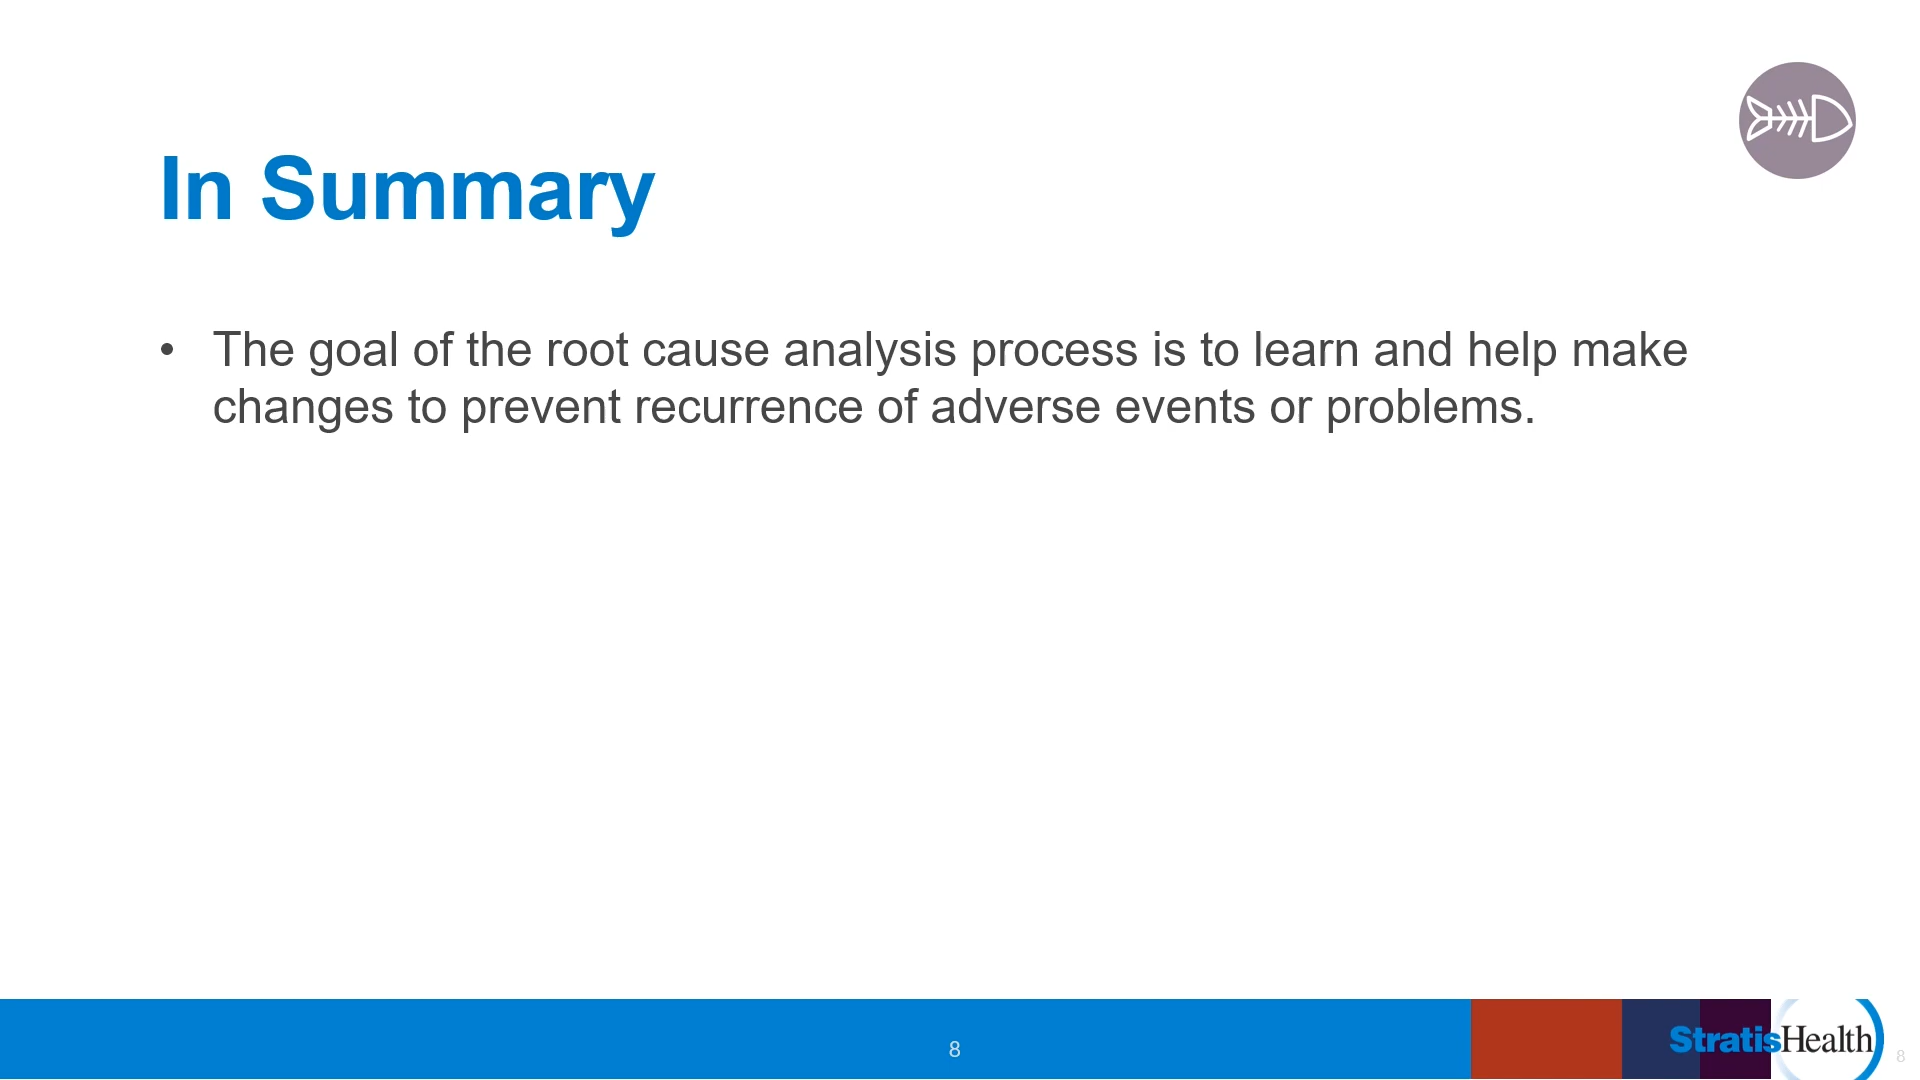 In Summary
• The goal of the root cause analysis process is to learn and help make
changes to prevent recurrence of adverse events or problems.
8
StratisHealth
8